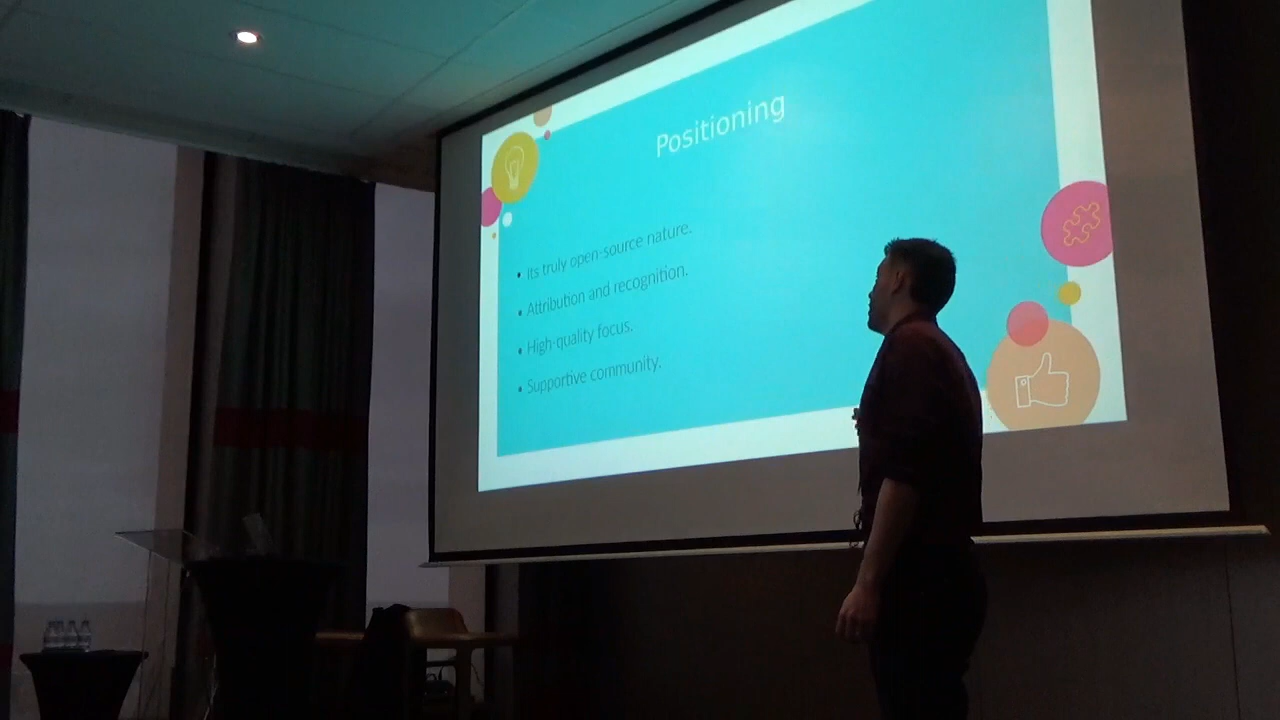 Positioning
• Its truly open-source nature.
• Attribution and recognition.
• High-quality focus.
• Supportive community.